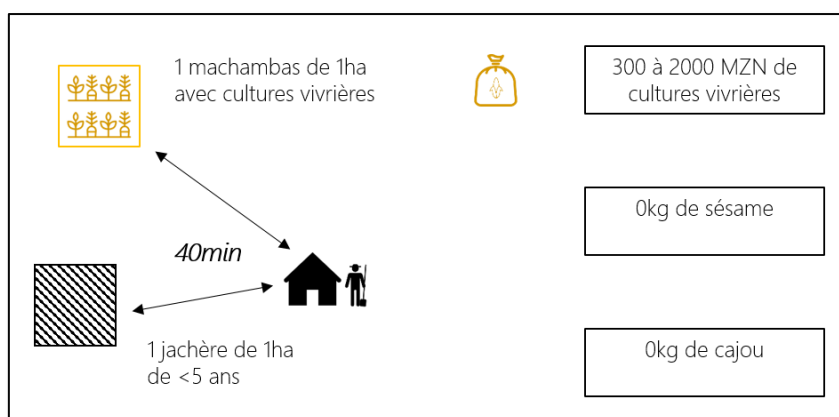 1 machambas de 1ha
avec cultures vivrières
300 à 2000 MZN de
cultures vivrières
0kg de sésame
40min
1 jachère de 1ha
de <5 ans
0kg de cajou